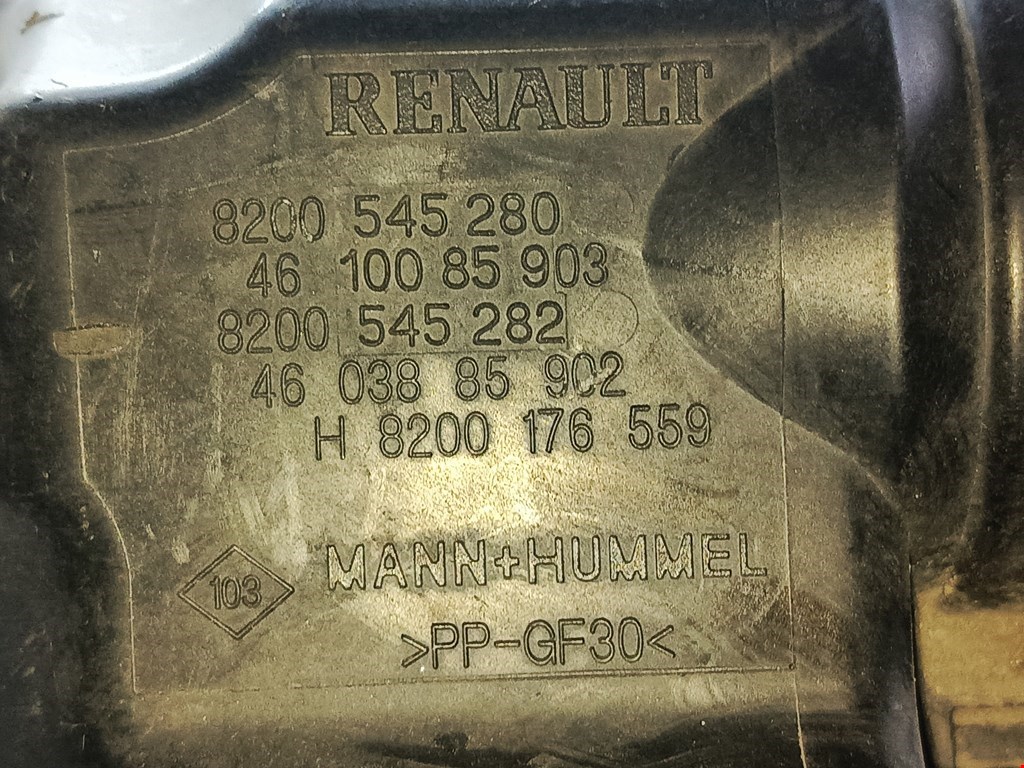 RENAULT
8200 545 280
46 100 85 903
8200 545 282
46 038 85 902
H 8200 176 559
MANN+HUMMEL
103
>PP-GF30<